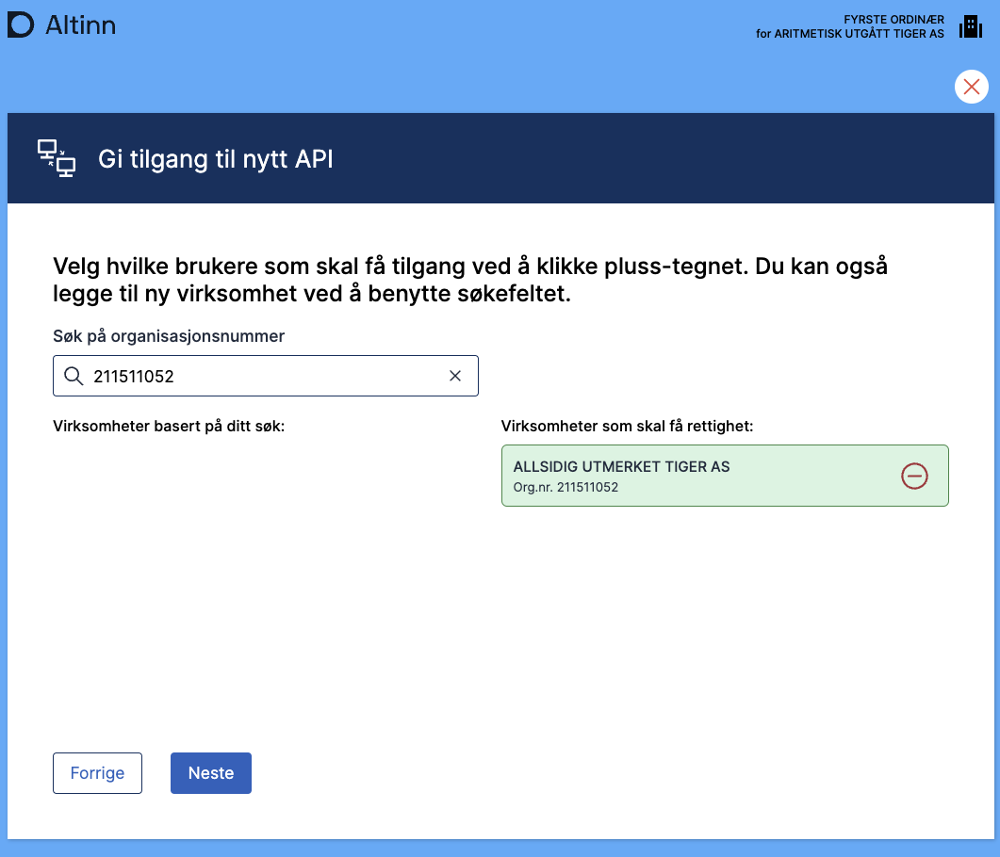 Altinn
FYRSTE ORDINÆR
for ARITMETISK UTGÅTT TIGER AS
Gi tilgang til nytt API
Velg hvilke brukere som skal få tilgang ved å klikke pluss-tegnet. Du kan også
legge til ny virksomhet ved å benytte søkefeltet.
Søk på organisasjonsnummer
211511052
Virksomheter basert på ditt søk:
Virksomheter som skal få rettighet:
ALLSIDIG UTMERKET TIGER AS
Org.nr. 211511052
Forrige
Neste